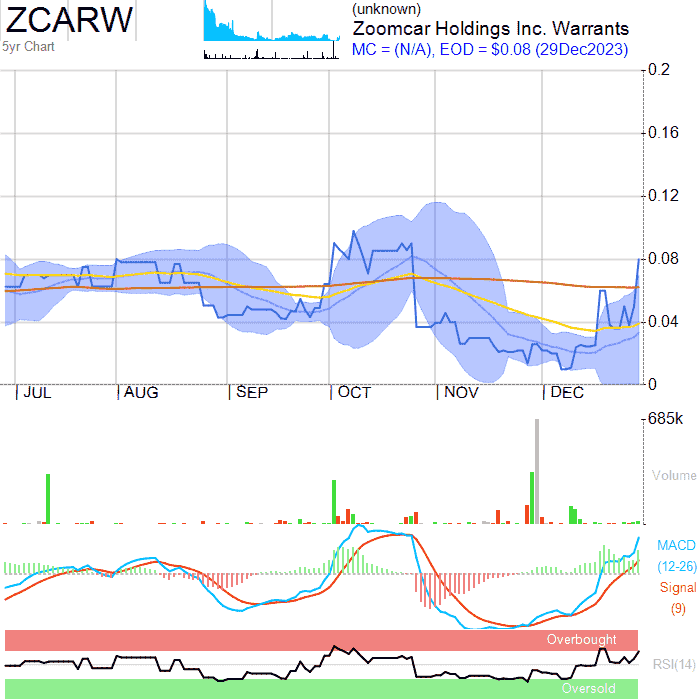 ZCARW
5yr Chart
(unknown)
Zoomcar Holdings Inc. Warrants
MC = (N/A), EOD = $0.08 (29Dec2023)
0.2
0.16
0.12
0.08
0.04
0
JUL AUG SEP OCT NOV DEC
685k
Volume
MACD
(12-26)
Signal
(9)
Overbought
RSI(14)
Oversold